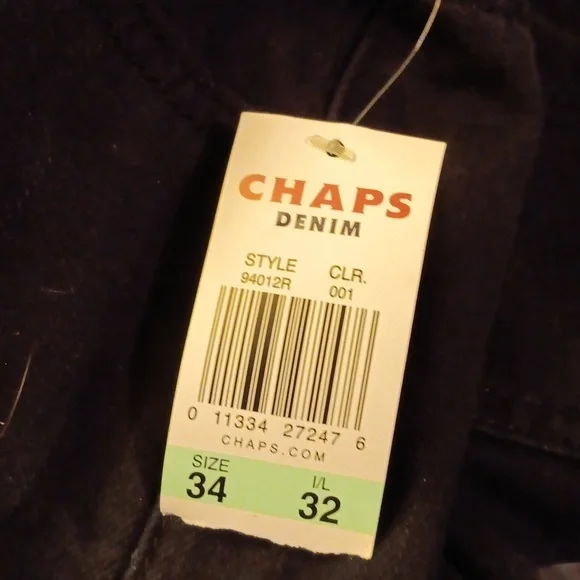 CHAPS
DENIM
STYLE CLR.
94012R 001
0 11334 27247 6
CHAPS.COM
SIZE I/L
34 32